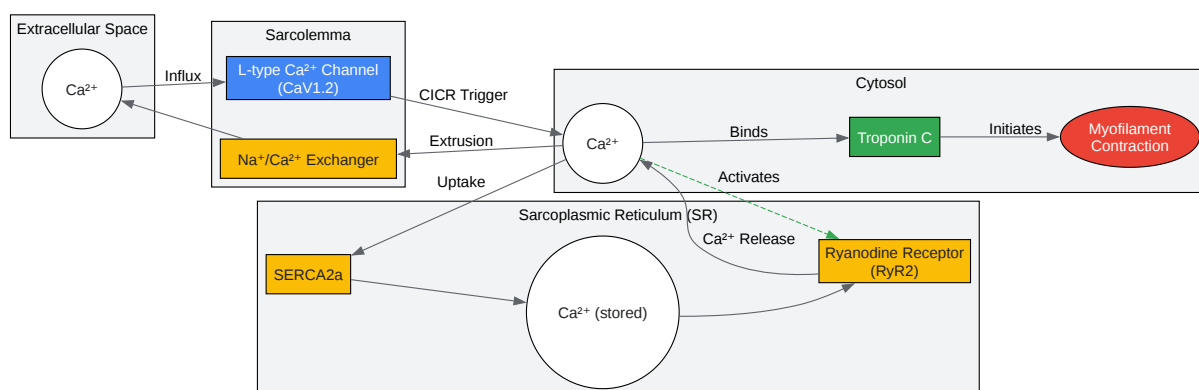 Extracellular Space
Ca²⁺
Influx
Sarcolemma
L-type Ca²⁺ Channel
(CaV1.2)
Na⁺/Ca²⁺ Exchanger
CICR Trigger
Extrusion
Uptake
Cytosol
Ca²⁺
Binds
Troponin C
Initiates
Myofilament
Contraction
Activates
Sarcoplasmic Reticulum (SR)
SERCA2a
Ca²⁺ (stored)
Ca²⁺ Release
Ryanodine Receptor
(RyR2)